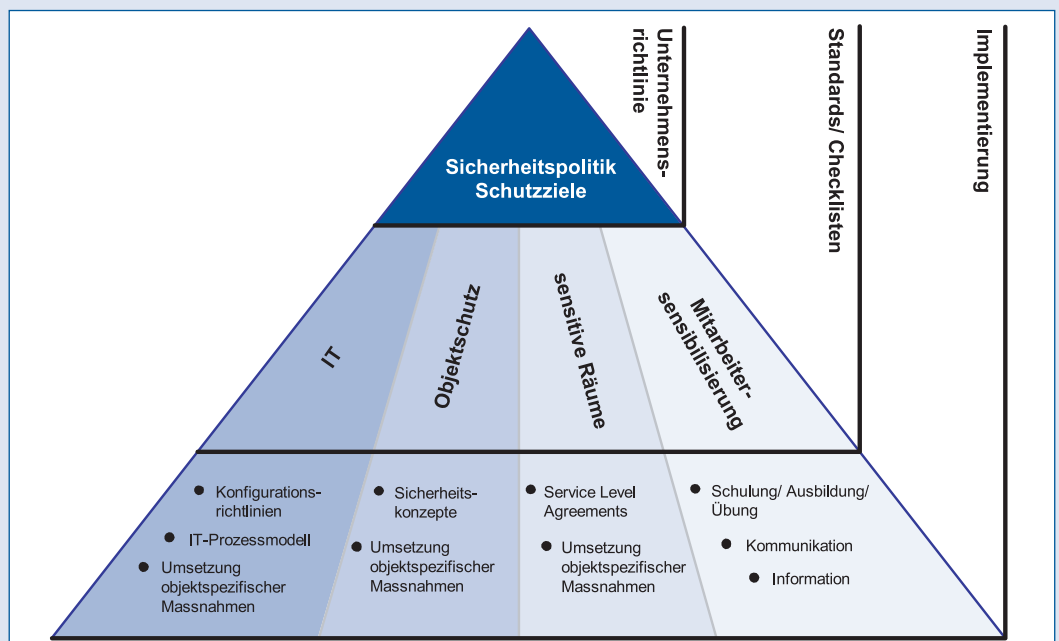 Unternehmens-
richtlinie
Standards/ Checklisten
Implementierung
Sicherheitspolitik
Schutzziele
IT
Objektschutz
sensitive Räume
Mitarbeiter-
sensibilisierung
Konfigurations-
richtlinien
IT-Prozessmodell
Umsetzung
objektspezifischer
Massnahmen
Sicherheits-
konzepte
Umsetzung
objektspezifischer
Massnahmen
Service Level
Agreements
Umsetzung
objektspezifischer
Massnahmen
Schulung/ Ausbildung/
Übung
Kommunikation
Information